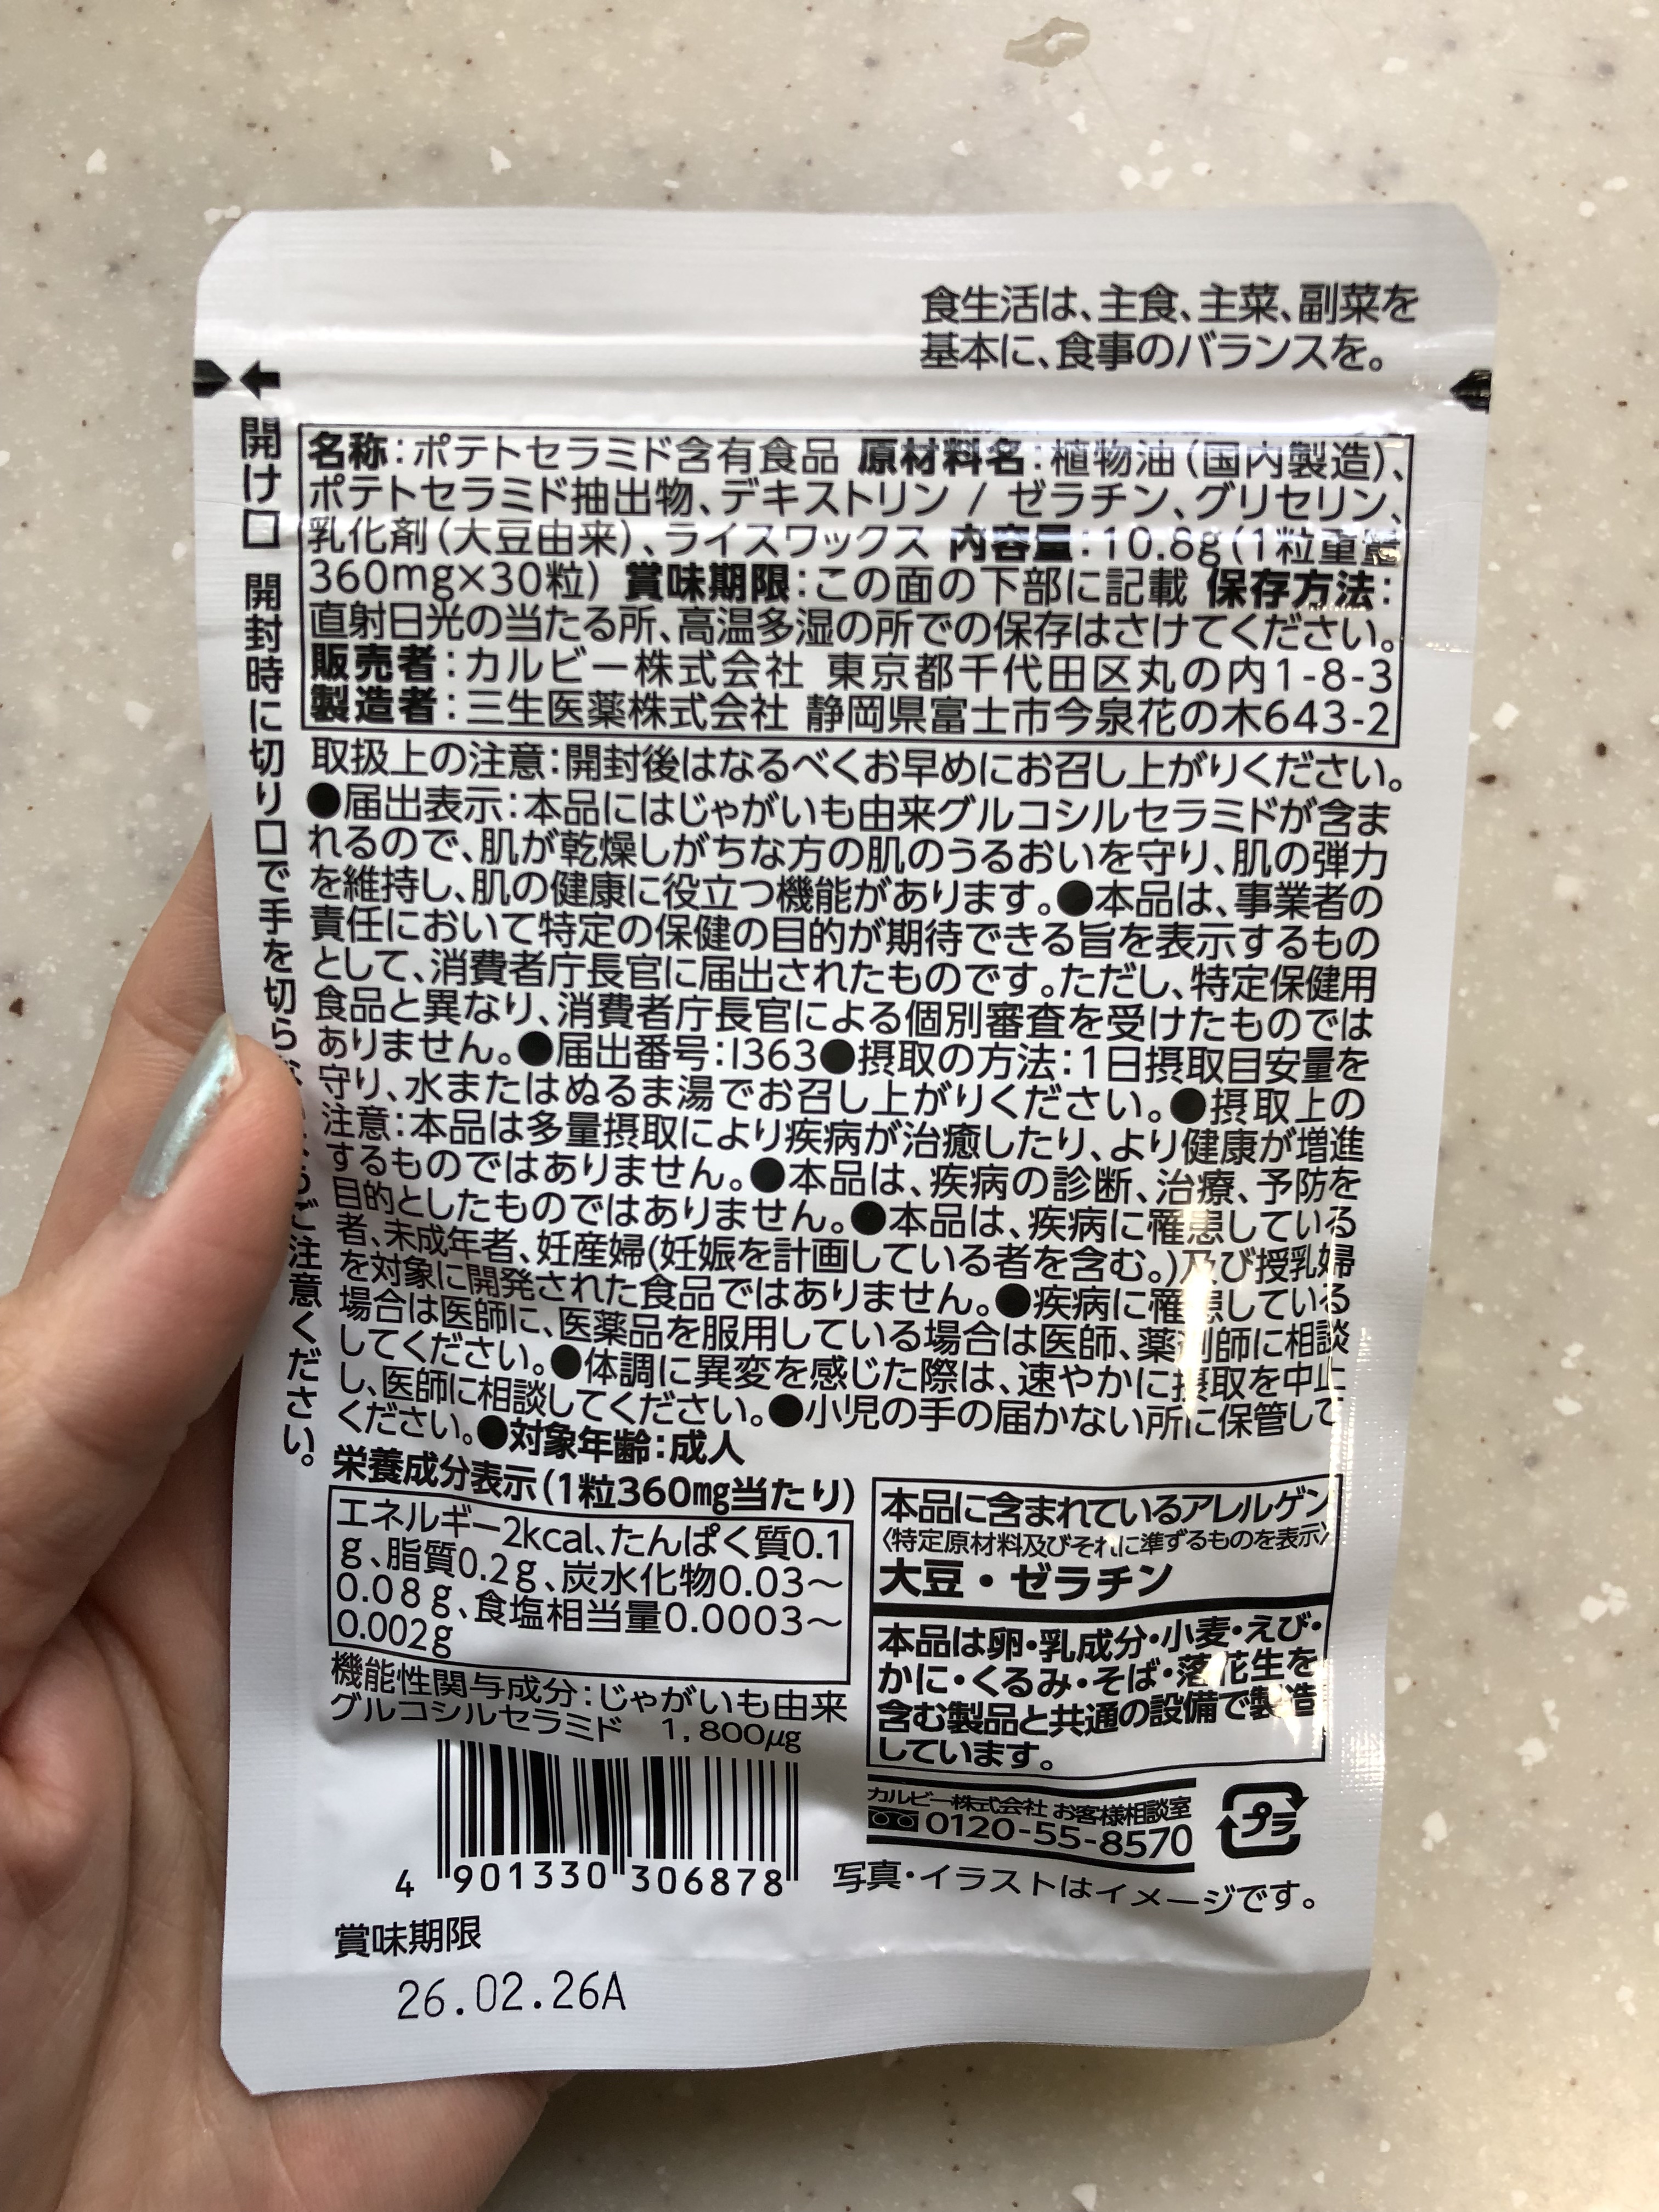 食生活は、主食、主菜、副菜を
基本に、食事のバランスを。
開け口 開封時に切り口で手を切ら
ご注意ください。
名称：ポテトセラミド含有食品 原材料名：植物油（国内製造）、
ポテトセラミド抽出物、デキストリン / ゼラチン、グリセリン、
乳化剤（大豆由来）、ライスワックス 内容量：10.8g（1粒重量
360mg×30粒） 賞味期限：この面の下部に記載 保存方法：
直射日光の当たる所、高温多湿の所での保存はさけてください。
販売者：カルビー株式会社 東京都千代田区丸の内1-8-3
製造者：三生医薬株式会社 静岡県富士市今泉花の木643-2
取扱上の注意：開封後はなるべくお早めにお召し上がりください。
●届出表示：本品にはじゃがいも由来グルコシルセラミドが含ま
れるので、肌が乾燥しがちな方の肌のうるおいを守り、肌の弾力
を維持し、肌の健康に役立つ機能があります。●本品は、事業者の
責任において特定の保健の目的が期待できる旨を表示するもの
として、消費者庁長官に届出されたものです。ただし、特定保健用
食品と異なり、消費者庁長官による個別審査を受けたものでは
ありません。●届出番号：I363●摂取の方法：1日摂取目安量を
守り、水またはぬるま湯でお召し上がりください。●摂取上の
注意：本品は多量摂取により疾病が治癒したり、より健康が増進
するものではありません。●本品は、疾病の診断、治療、予防を
目的としたものではありません。●本品は、疾病に罹患している
者、未成年者、妊産婦(妊娠を計画している者を含む。)及び授乳婦
を対象に開発された食品ではありません。●疾病に罹患している
場合は医師に、医薬品を服用している場合は医師、薬剤師に相談
してください。●体調に異変を感じた際は、速やかに摂取を中止
し、医師に相談してください。●小児の手の届かない所に保管して
ください。●対象年齢：成人
栄養成分表示（1粒360mg当たり）
エネルギー2kcal、たんぱく質0.1
g、脂質0.2g、炭水化物0.03～
0.08g、食塩相当量0.0003～
0.002g
機能性関与成分：じゃがいも由来
グルコシルセラミド 1,800μg
本品に含まれているアレルゲン
〈特定原材料及びそれに準ずるものを表示〉
大豆・ゼラチン
本品は卵・乳成分・小麦・えび・
かに・くるみ・そば・落花生を
含む製品と共通の設備で製造
しています。
カルビー株式会社 お客様相談室
0120-55-8570
プラ
写真・イラストはイメージです。
4 901330 306878
賞味期限
26.02.26A